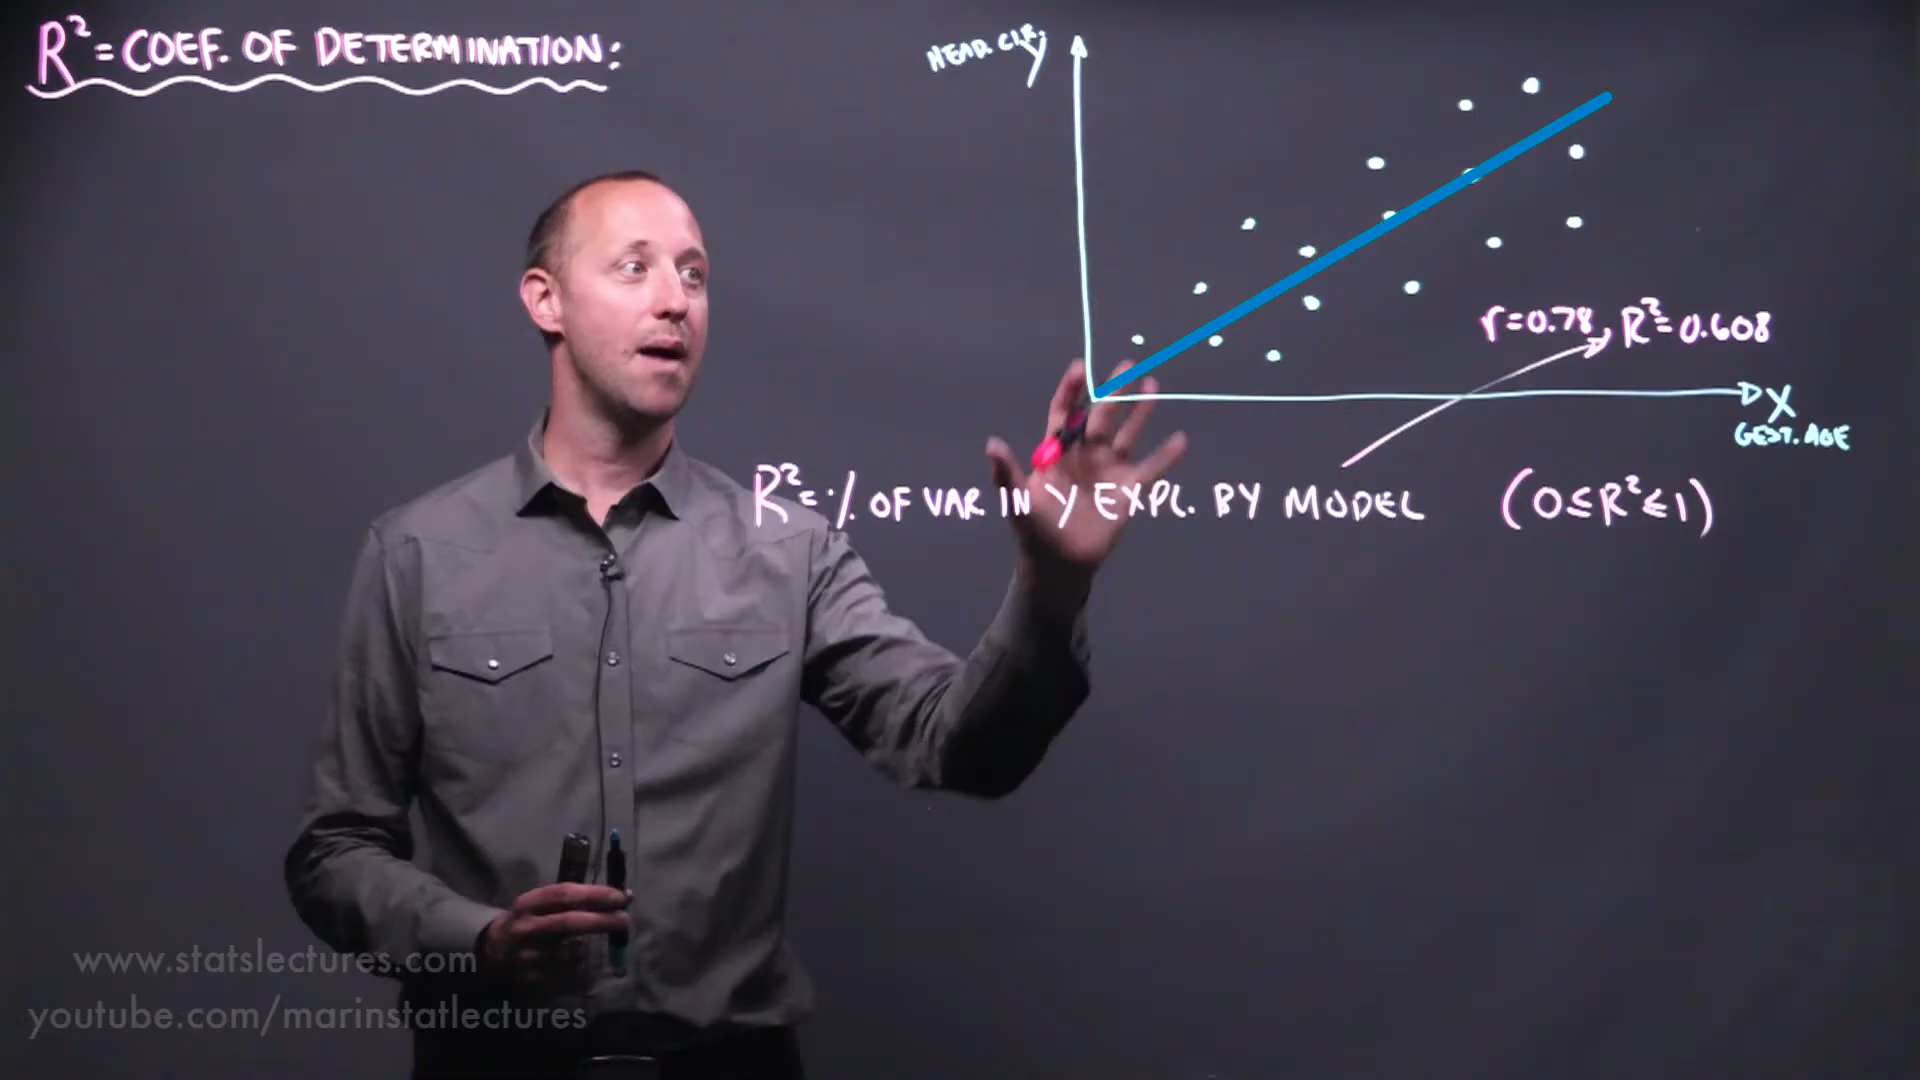 R²=COEF. OF DETERMINATION:
HEAD. CIR.
Y
r=0.78, R²=0.608
X
GEST. AGE
R²=% OF VAR. IN Y EXPL. BY MODEL (0≤R²≤1)
www.statslectures.com
youtube.com/marinstatlectures